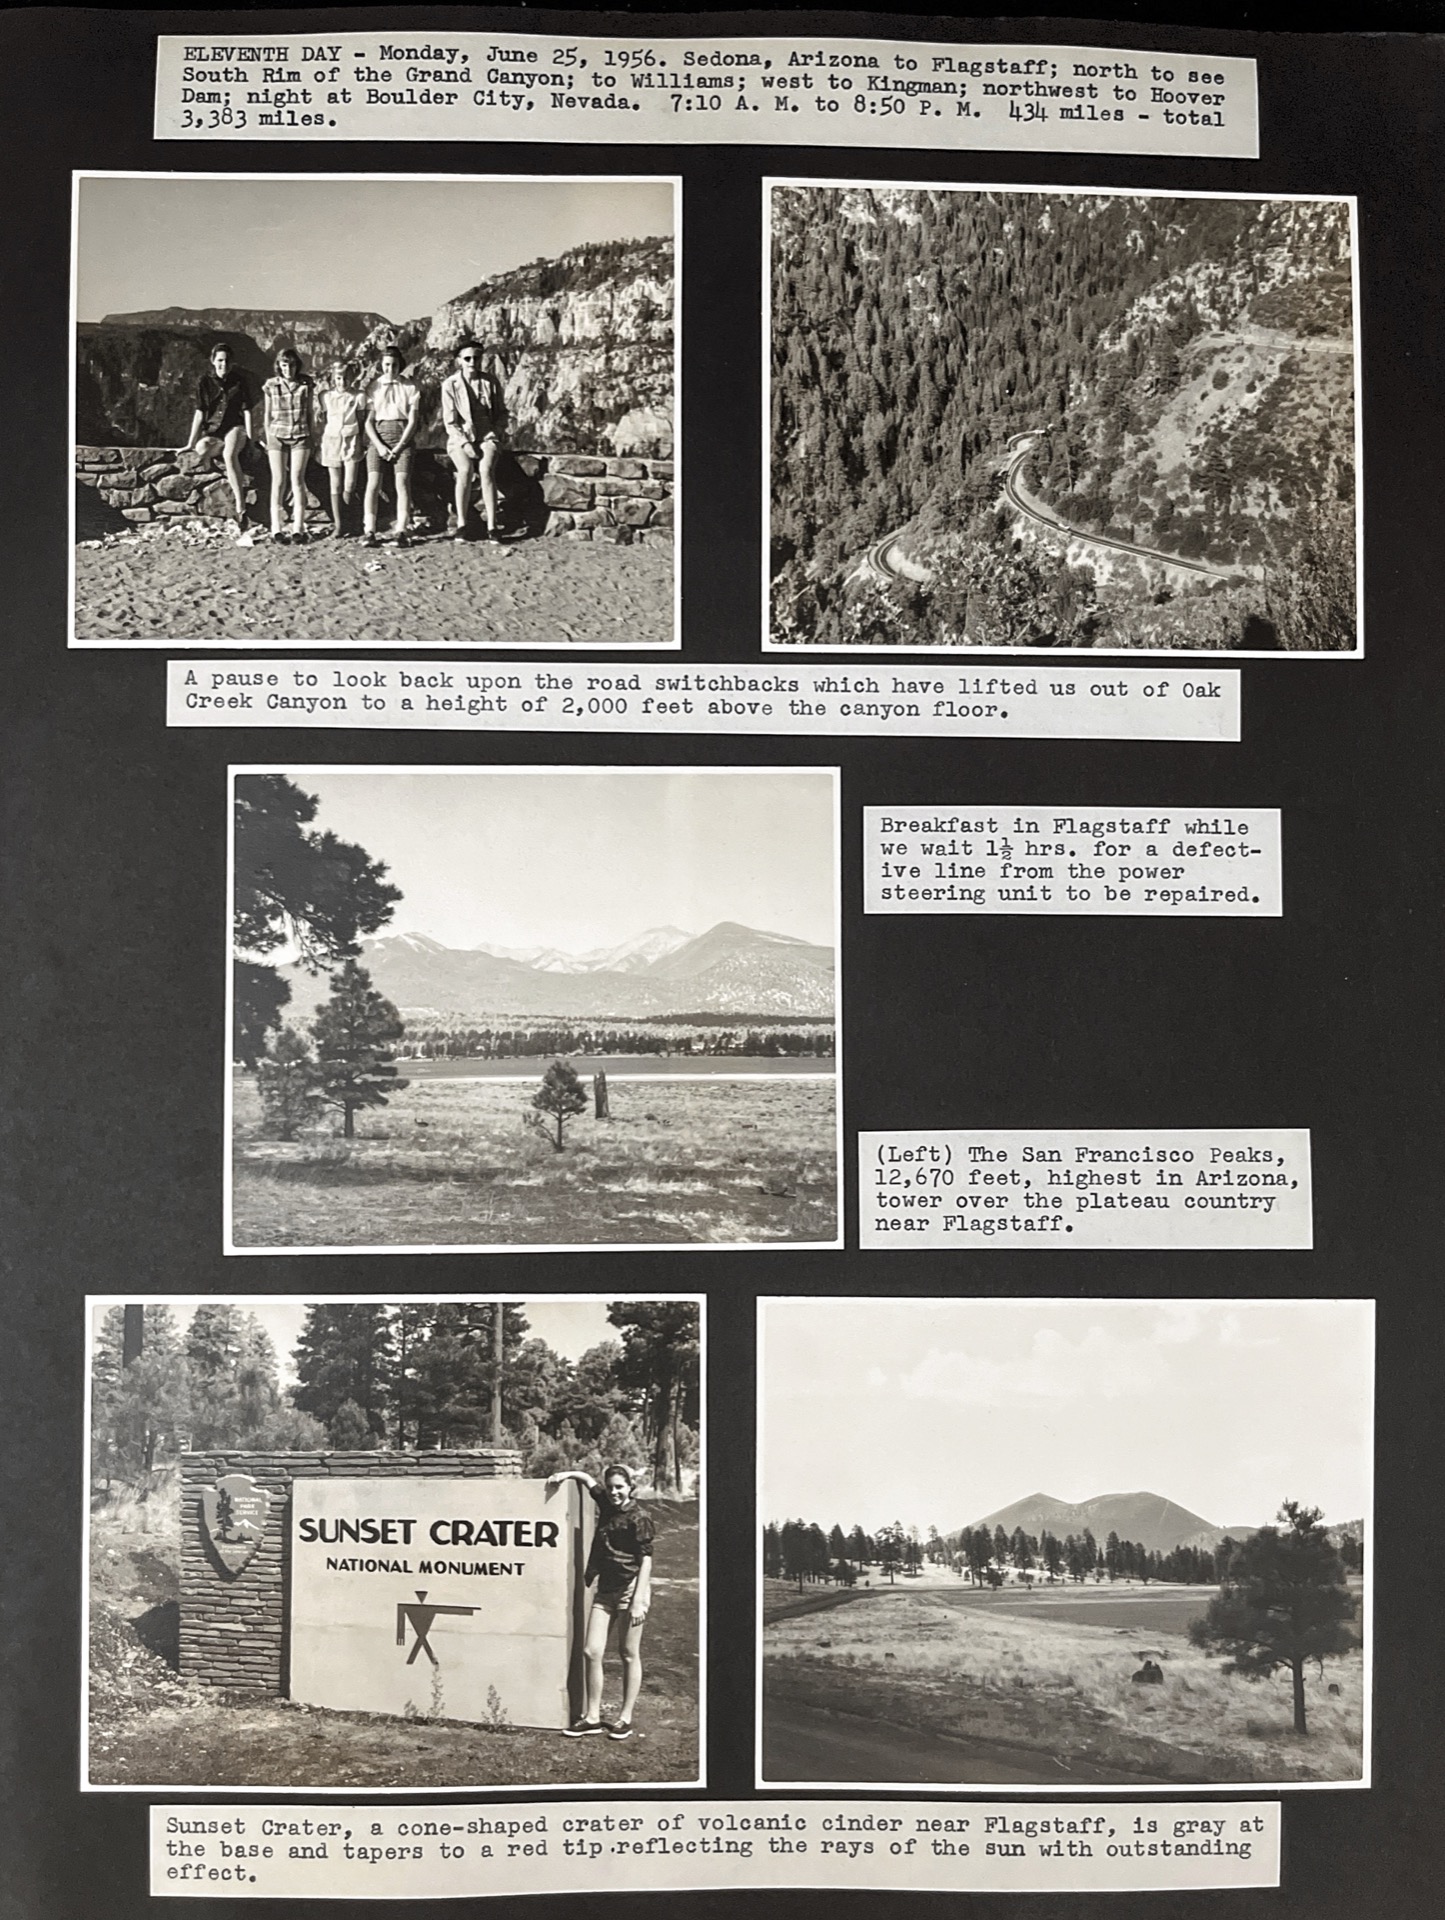 ELEVENTH DAY - Monday, June 25, 1956. Sedona, Arizona to Flagstaff; north to see
South Rim of the Grand Canyon; to Williams; west to Kingman; northwest to Hoover
Dam; night at Boulder City, Nevada. 7:10 A. M. to 8:50 P. M. 434 miles - total
3,383 miles.
A pause to look back upon the road switchbacks which have lifted us out of Oak
Creek Canyon to a height of 2,000 feet above the canyon floor.
Breakfast in Flagstaff while
we wait 1½ hrs. for a defect-
ive line from the power
steering unit to be repaired.
(Left) The San Francisco Peaks,
12,670 feet, highest in Arizona,
tower over the plateau country
near Flagstaff.
NATIONAL
PARK
SERVICE
SUNSET CRATER
NATIONAL MONUMENT
Sunset Crater, a cone-shaped crater of volcanic cinder near Flagstaff, is gray at
the base and tapers to a red tip.reflecting the rays of the sun with outstanding
effect.